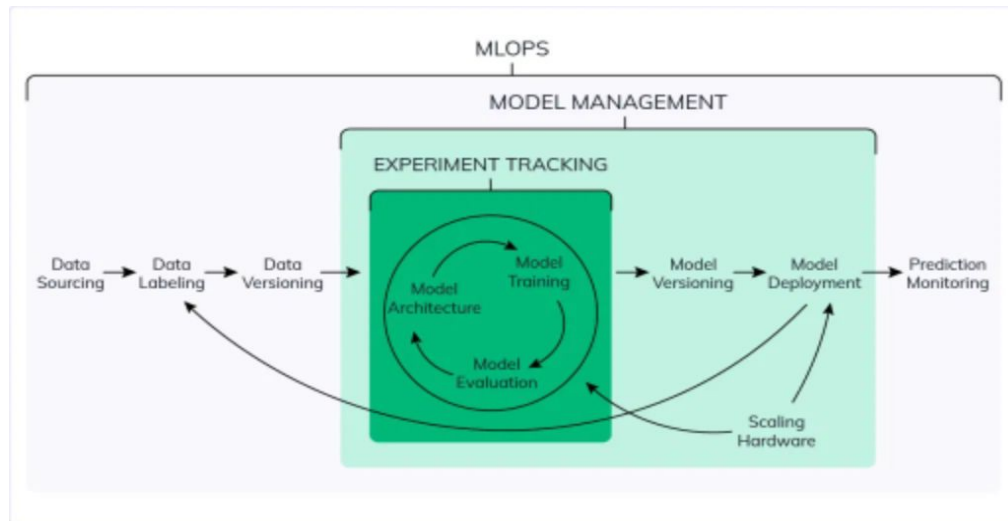 MLOPS
MODEL MANAGEMENT
EXPERIMENT TRACKING
Data
Sourcing
Data
Labeling
Data
Versioning
Model
Architecture
Model
Training
Model
Evaluation
Model
Versioning
Model
Deployment
Prediction
Monitoring
Scaling
Hardware